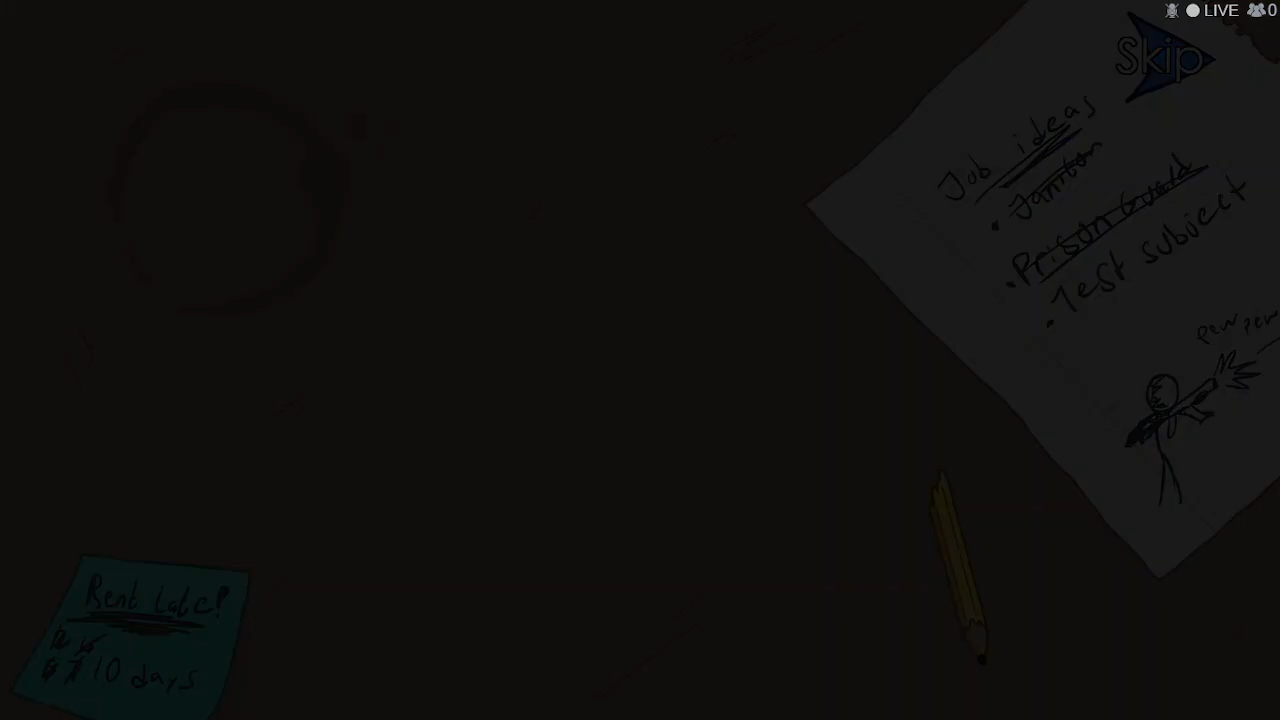 LIVE 0
Skip
Job ideas
• Janitor
• Prison Guard
• Test subject
pew pew
Rent Late!
10 days